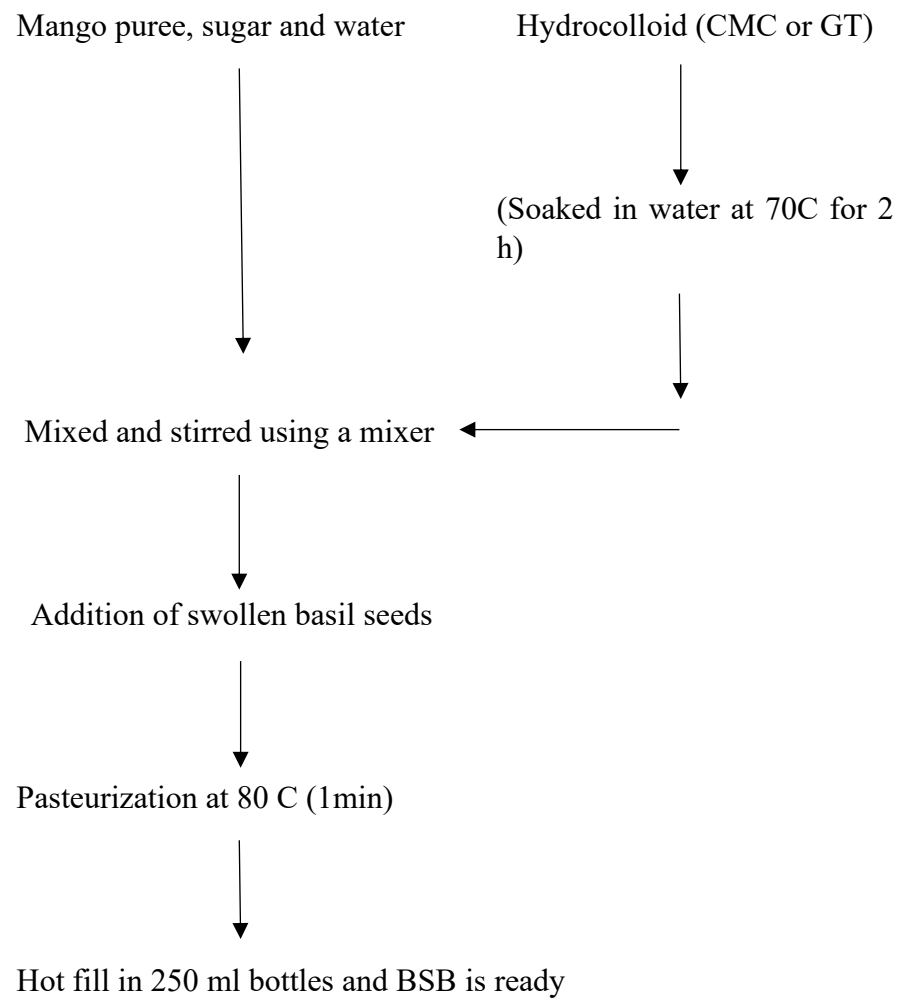 Mango puree, sugar and water
Hydrocolloid (CMC or GT)
(Soaked in water at 70C for 2
h)
Mixed and stirred using a mixer
Addition of swollen basil seeds
Pasteurization at 80 C (1min)
Hot fill in 250 ml bottles and BSB is ready